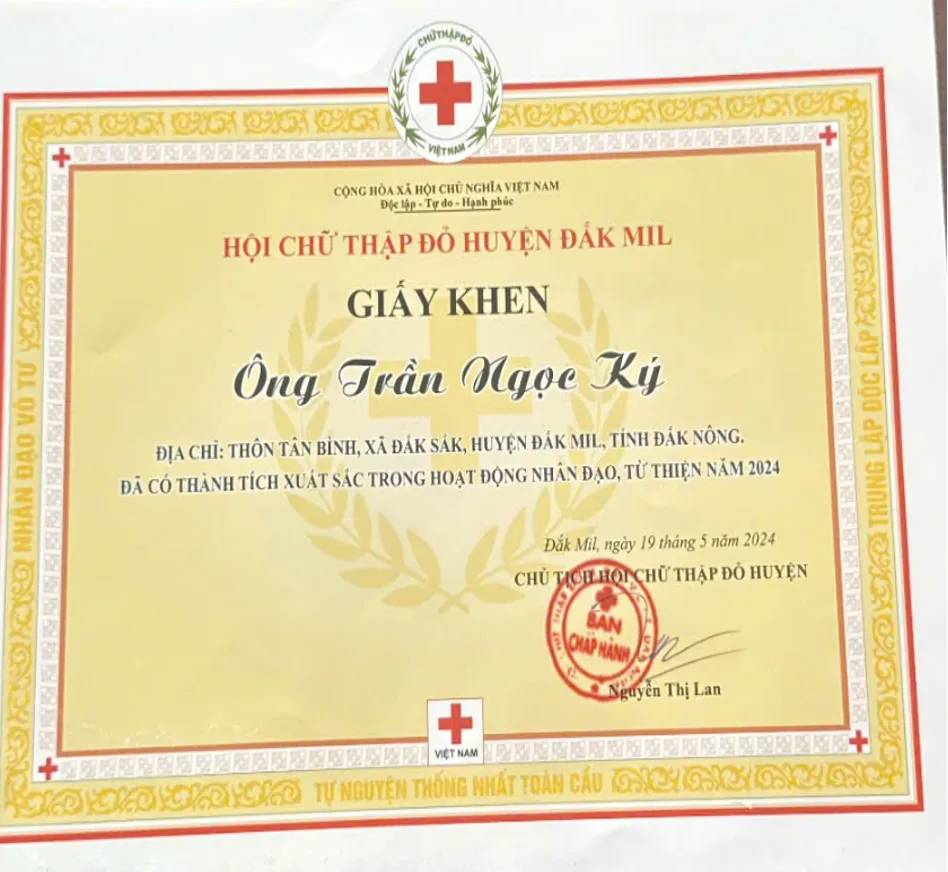 CHỮ THẬP ĐỎ
VIỆT NAM
CỘNG HÒA XÃ HỘI CHỦ NGHĨA VIỆT NAM
Độc lập - Tự do - Hạnh phúc
HỘI CHỮ THẬP ĐỎ HUYỆN ĐẮK MIL
GIẤY KHEN
Ông Trần Ngọc Ký
ĐỊA CHỈ: THÔN TÂN BÌNH, XÃ ĐẮK SẮK, HUYỆN ĐẮK MIL, TỈNH ĐẮK NÔNG.
ĐÃ CÓ THÀNH TÍCH XUẤT SẮC TRONG HOẠT ĐỘNG NHÂN ĐẠO, TỪ THIỆN NĂM 2024
Đắk Mil, ngày 19 tháng 5 năm 2024
CHỦ TỊCH HỘI CHỮ THẬP ĐỎ HUYỆN
BAN
CHẤP HÀNH
Nguyễn Thị Lan
VIỆT NAM
NHÂN ĐẠO VÔ TƯ
TRUNG LẬP ĐỘC LẬP
TỰ NGUYỆN THỐNG NHẤT TOÀN CẦU